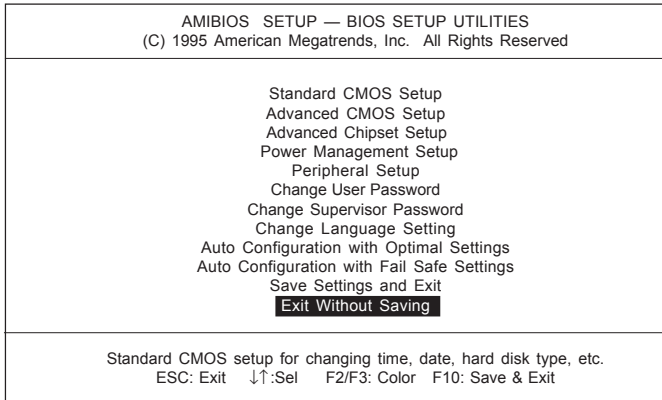 AMIBIOS SETUP — BIOS SETUP UTILITIES
(C) 1995 American Megatrends, Inc. All Rights Reserved
Standard CMOS Setup
Advanced CMOS Setup
Advanced Chipset Setup
Power Management Setup
Peripheral Setup
Change User Password
Change Supervisor Password
Change Language Setting
Auto Configuration with Optimal Settings
Auto Configuration with Fail Safe Settings
Save Settings and Exit
Exit Without Saving
Standard CMOS setup for changing time, date, hard disk type, etc.
ESC: Exit ↓↑:Sel F2/F3: Color F10: Save & Exit